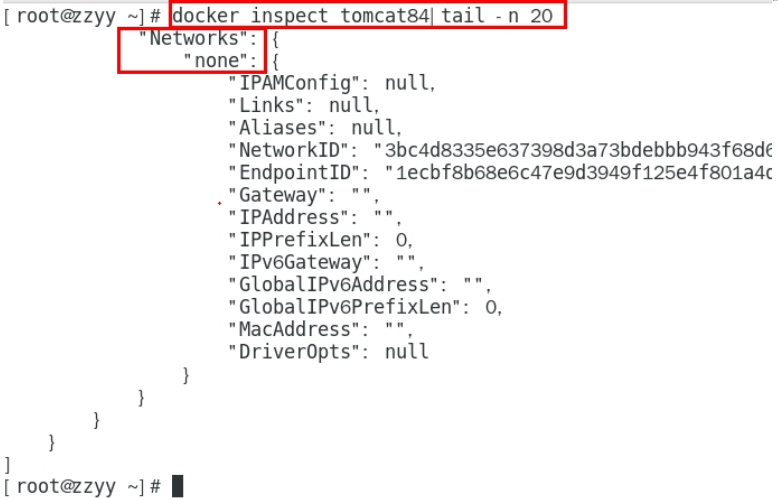 [root@zzyy ~]# docker inspect tomcat84| tail -n 20
"Networks": {
"none": {
"IPAMConfig": null,
"Links": null,
"Aliases": null,
"NetworkID": "3bc4d8335e637398d3a73bdebbb943f68d6
"EndpointID": "1ecbf8b68e6c47e9d3949f125e4f801a4d
"Gateway": "",
"IPAddress": "",
"IPPrefixLen": 0,
"IPv6Gateway": "",
"GlobalIPv6Address": "",
"GlobalIPv6PrefixLen": 0,
"MacAddress": "",
"DriverOpts": null
}
}
}
}
]
[root@zzyy ~]#